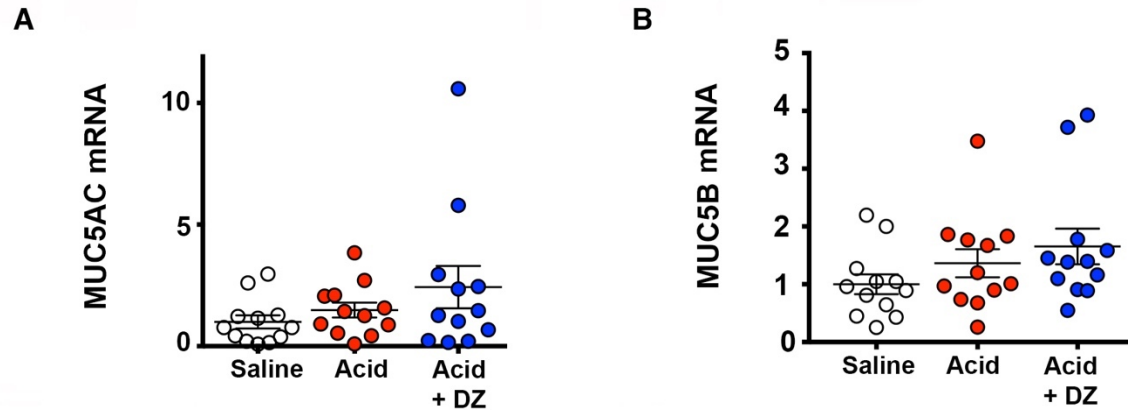 A
MUC5AC mRNA
10
5
0
Saline
Acid
Acid
+ DZ
B
MUC5B mRNA
5
4
3
2
1
0
Saline
Acid
Acid
+ DZ